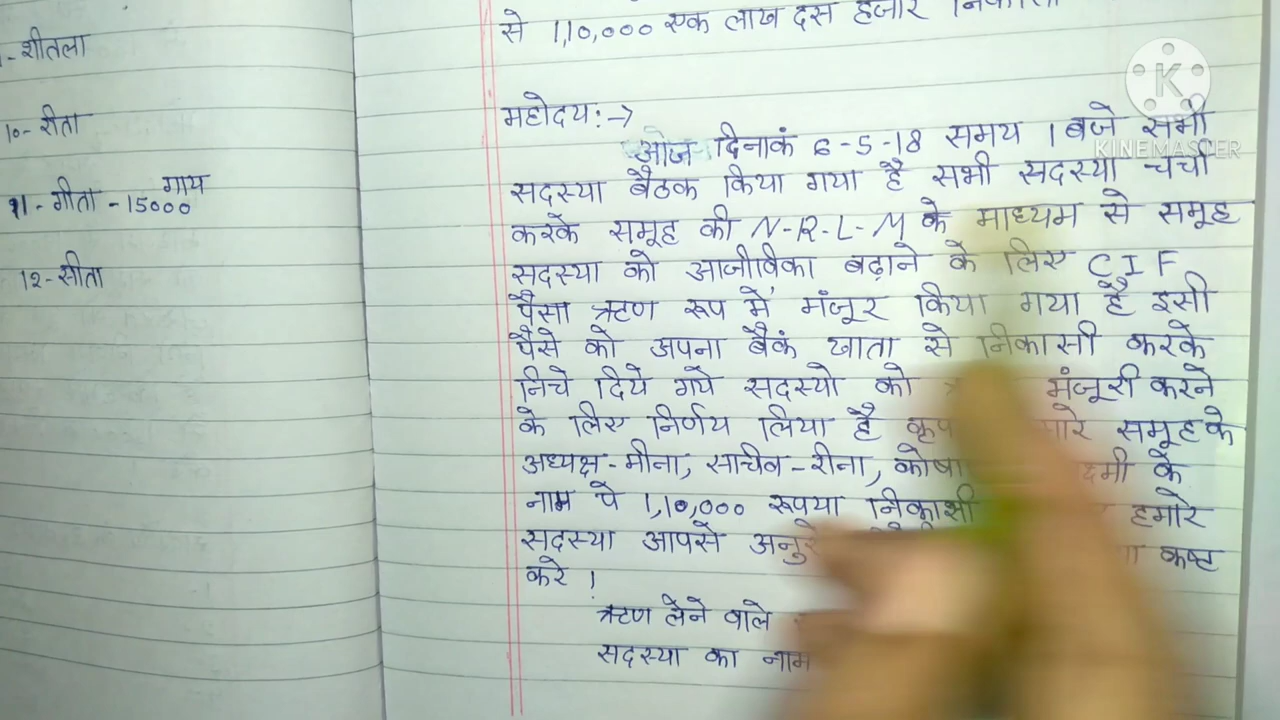 - शीतला
10- रीता
11- गीता - 15000 गाय
12- सीता
से 1,10,000 एक लाख दस हजार
महोदय:->
आज दिनाकं 6-5-18 समय 1 बजे सभी
सदस्या बैठक किया गया है सभी सदस्या चर्चा
करके समूह की N-R-L-M के माध्यम से समूह
सदस्या को आजीविका बढ़ाने के लिए CIF
पैसा ऋण रूप में मंजूर किया गया है इसी
पैसे को अपना बैकं खाता से निकासी करके
निचे दिये गये सदस्यो को मंजूरी करने
के लिए निर्णय लिया है समूह के
अध्यक्ष-मीना, साचिव-रीना,
के
नाम पे 1,10,000 रूपया निकासी हमारे
सदस्या आपसे कष्ट
करे !
ऋण लेने वाले
सदस्या का नाम
K
KINEMASTER